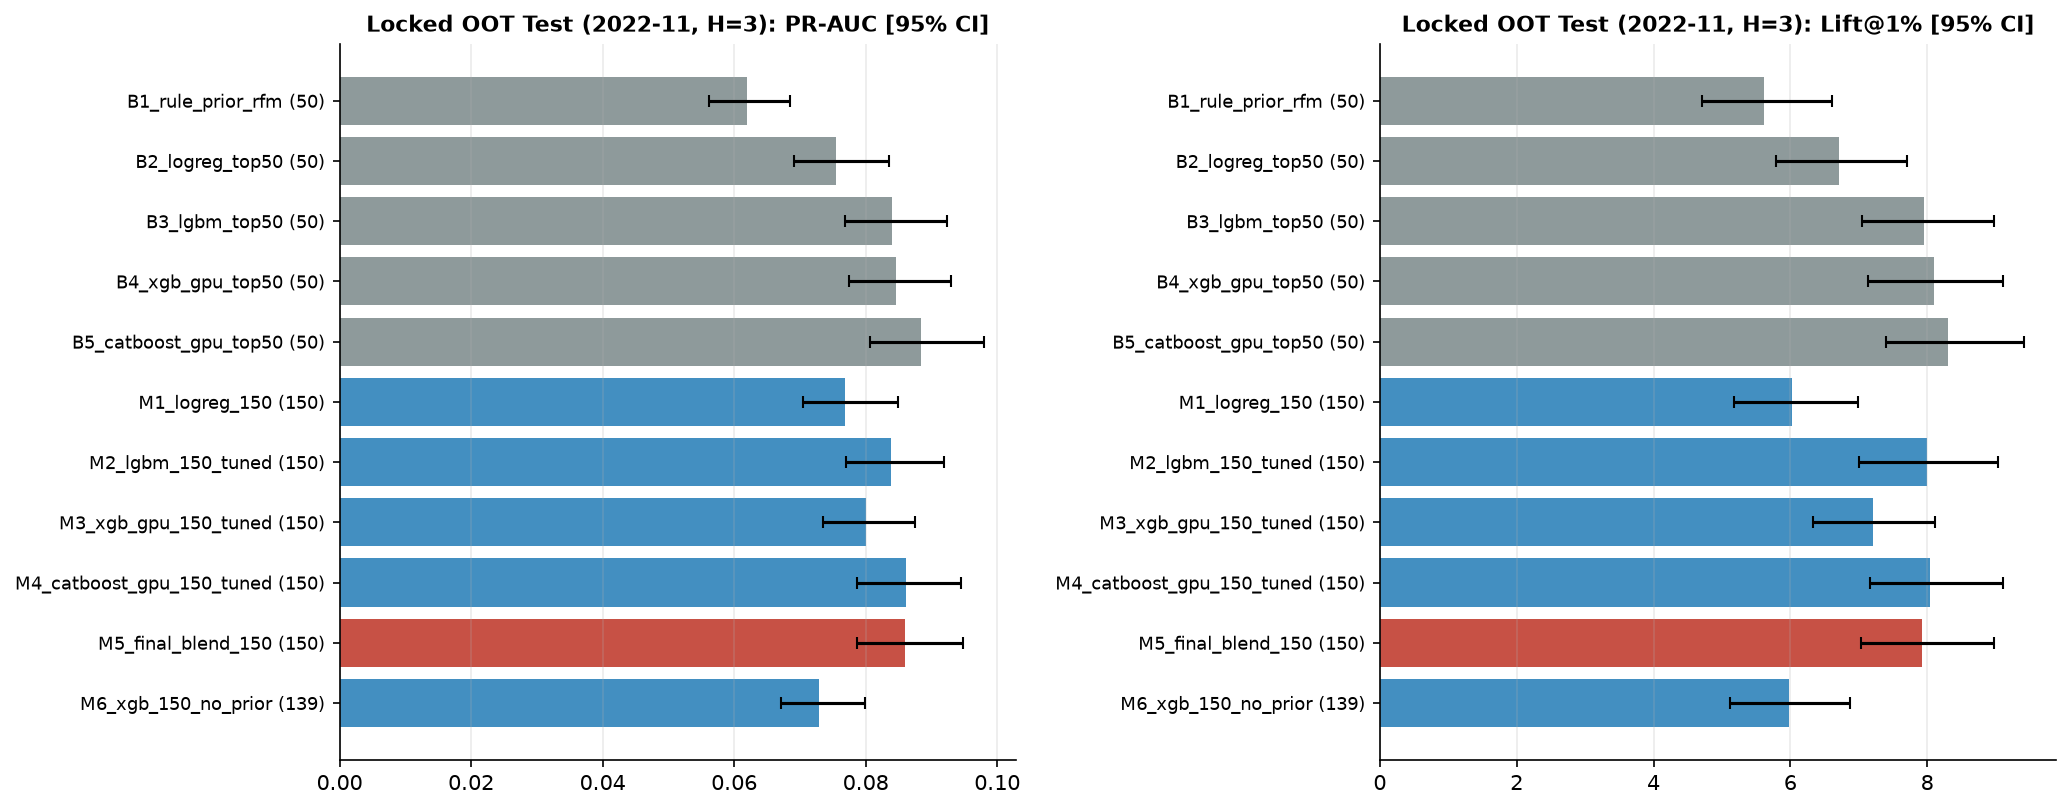 Locked OOT Test (2022-11, H=3): PR-AUC [95% CI]
B1_rule_prior_rfm (50)
B2_logreg_top50 (50)
B3_lgbm_top50 (50)
B4_xgb_gpu_top50 (50)
B5_catboost_gpu_top50 (50)
M1_logreg_150 (150)
M2_lgbm_150_tuned (150)
M3_xgb_gpu_150_tuned (150)
M4_catboost_gpu_150_tuned (150)
M5_final_blend_150 (150)
M6_xgb_150_no_prior (139)
0.00 0.02 0.04 0.06 0.08 0.10
Locked OOT Test (2022-11, H=3): Lift@1% [95% CI]
B1_rule_prior_rfm (50)
B2_logreg_top50 (50)
B3_lgbm_top50 (50)
B4_xgb_gpu_top50 (50)
B5_catboost_gpu_top50 (50)
M1_logreg_150 (150)
M2_lgbm_150_tuned (150)
M3_xgb_gpu_150_tuned (150)
M4_catboost_gpu_150_tuned (150)
M5_final_blend_150 (150)
M6_xgb_150_no_prior (139)
0 2 4 6 8